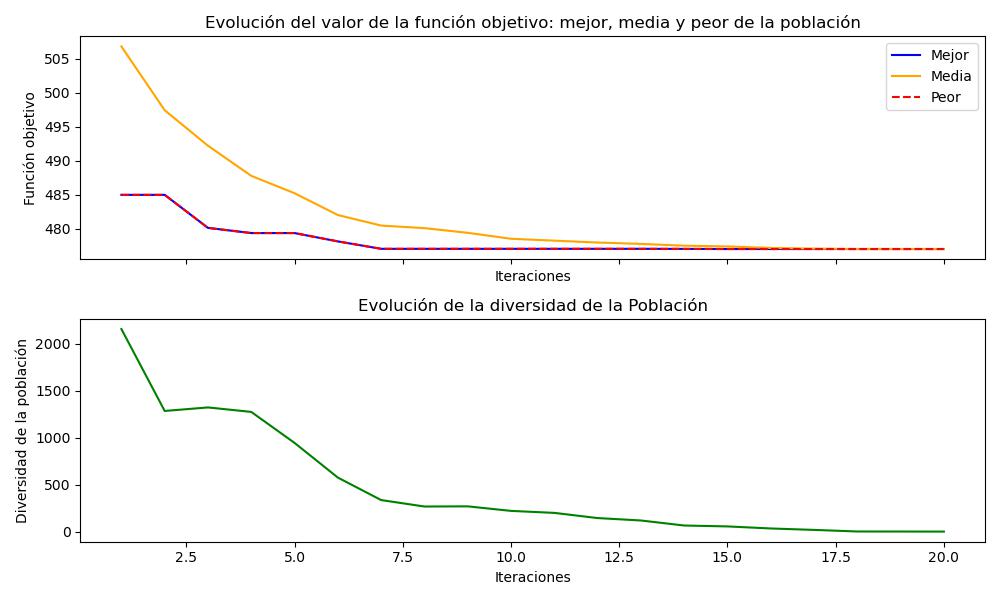 Evolución del valor de la función objetivo: mejor, media y peor de la población
Función objetivo
505
500
495
490
485
480
Mejor
Media
Peor
Iteraciones
Evolución de la diversidad de la Población
Diversidad de la población
2000
1500
1000
500
0
2.5 5.0 7.5 10.0 12.5 15.0 17.5 20.0
Iteraciones